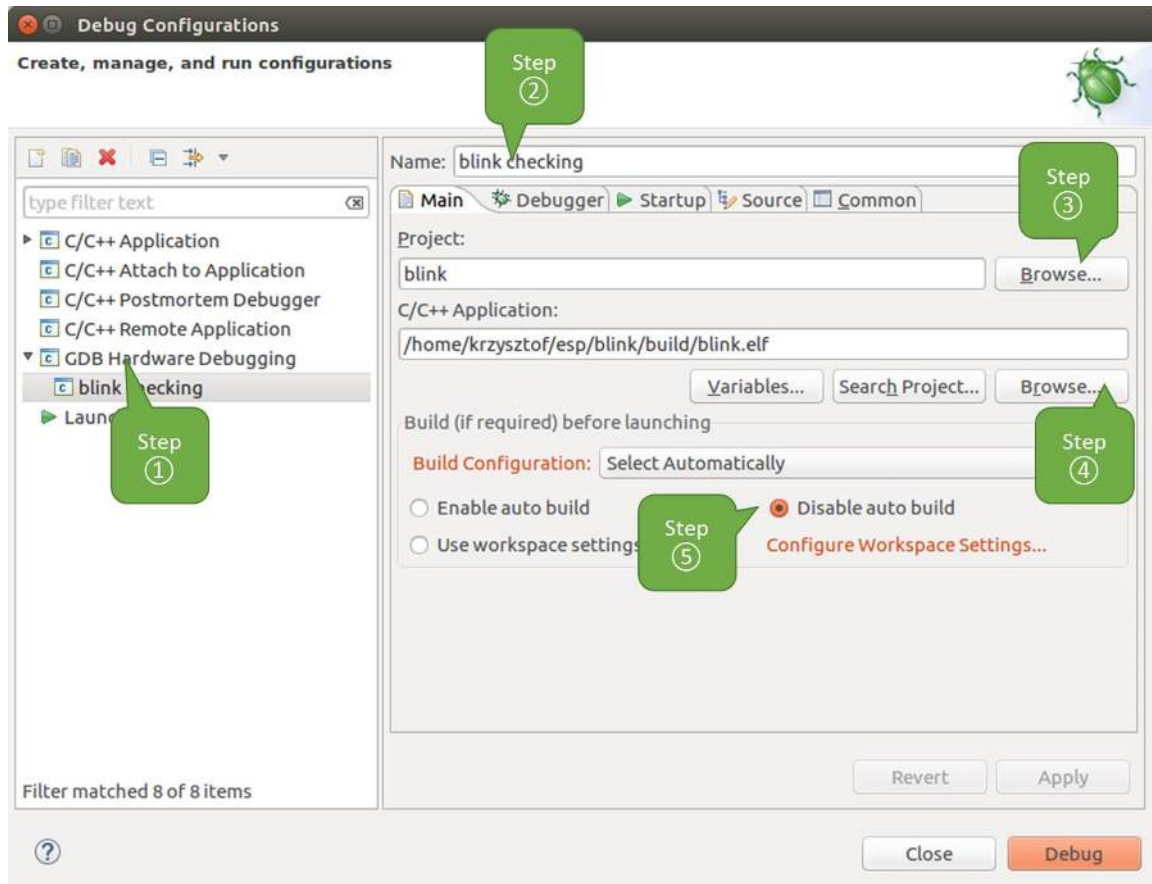 Debug Configurations
Create, manage, and run configurations
Step
②
Name: blink checking
type filter text
C/C++ Application
C/C++ Attach to Application
C/C++ Postmortem Debugger
C/C++ Remote Application
GDB Hardware Debugging
blink checking
Step
①
Filter matched 8 of 8 items
Main Debugger Startup Source Common
Step
③
Project:
blink Browse...
C/C++ Application:
/home/krzysztof/esp/blink/build/blink.elf
Variables... Search Project... Browse...
Step
④
Build (if required) before launching
Build Configuration: Select Automatically
Enable auto build Disable auto build
Step
⑤
Use workspace settings Configure Workspace Settings...
Revert Apply
Close Debug